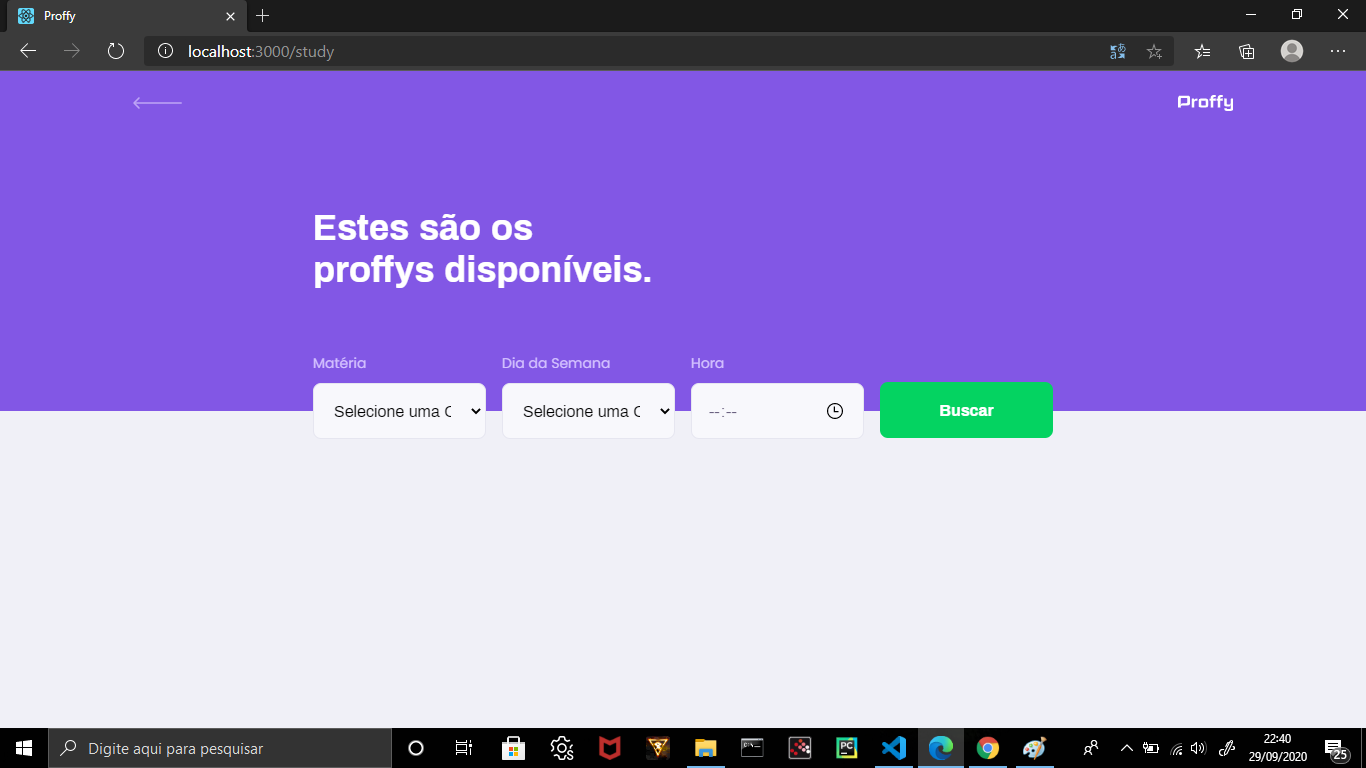 Proffy
localhost:3000/study
Proffy
Estes são os
proffys disponíveis.
Matéria
Dia da Semana
Hora
Selecione uma O
Selecione uma O
--:--
Buscar
Digite aqui para pesquisar
PC
22:40
29/09/2020
25